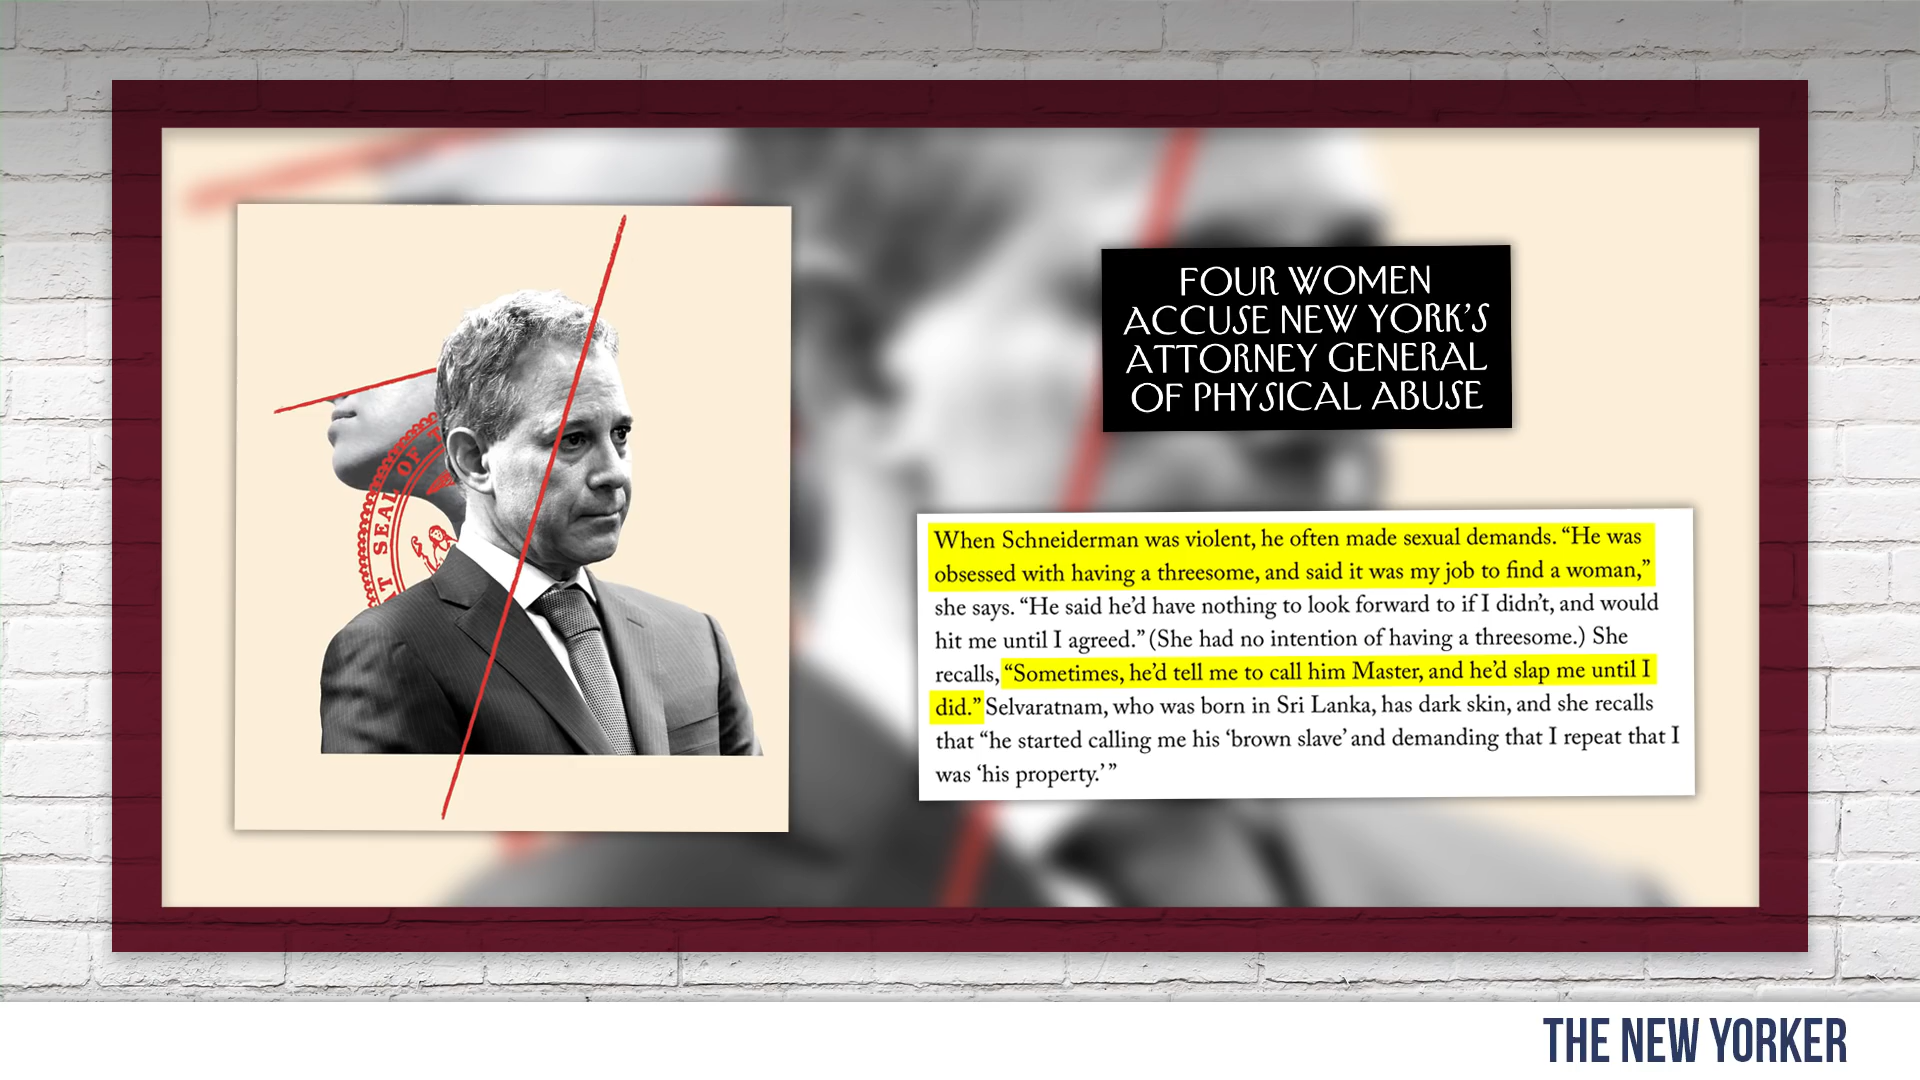 T SEAL OF T
FOUR WOMEN
ACCUSE NEW YORK'S
ATTORNEY GENERAL
OF PHYSICAL ABUSE
When Schneiderman was violent, he often made sexual demands. “He was
obsessed with having a threesome, and said it was my job to find a woman,”
she says. “He said he’d have nothing to look forward to if I didn’t, and would
hit me until I agreed.” (She had no intention of having a threesome.) She
recalls, “Sometimes, he’d tell me to call him Master, and he’d slap me until I
did.” Selvaratnam, who was born in Sri Lanka, has dark skin, and she recalls
that “he started calling me his ‘brown slave’ and demanding that I repeat that I
was ‘his property.’”
THE NEW YORKER